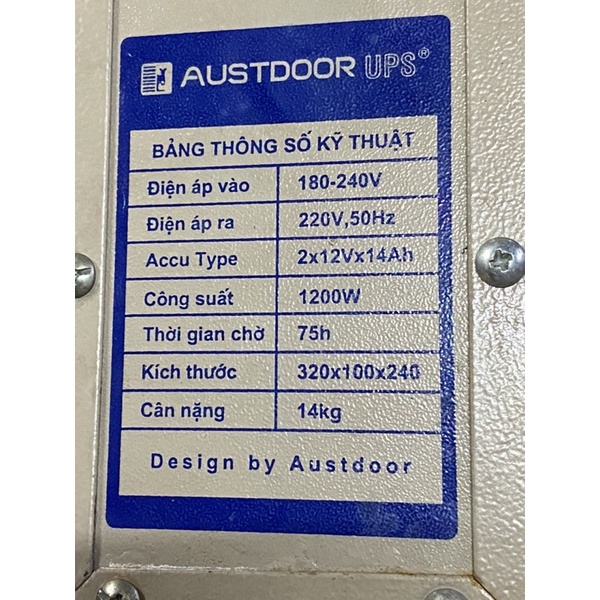 AUSTDOOR UPS®
BẢNG THÔNG SỐ KỸ THUẬT
Điện áp vào 180-240V
Điện áp ra 220V,50Hz
Accu Type 2x12Vx14Ah
Công suất 1200W
Thời gian chờ 75h
Kích thước 320x100x240
Cân nặng 14kg
Design by Austdoor